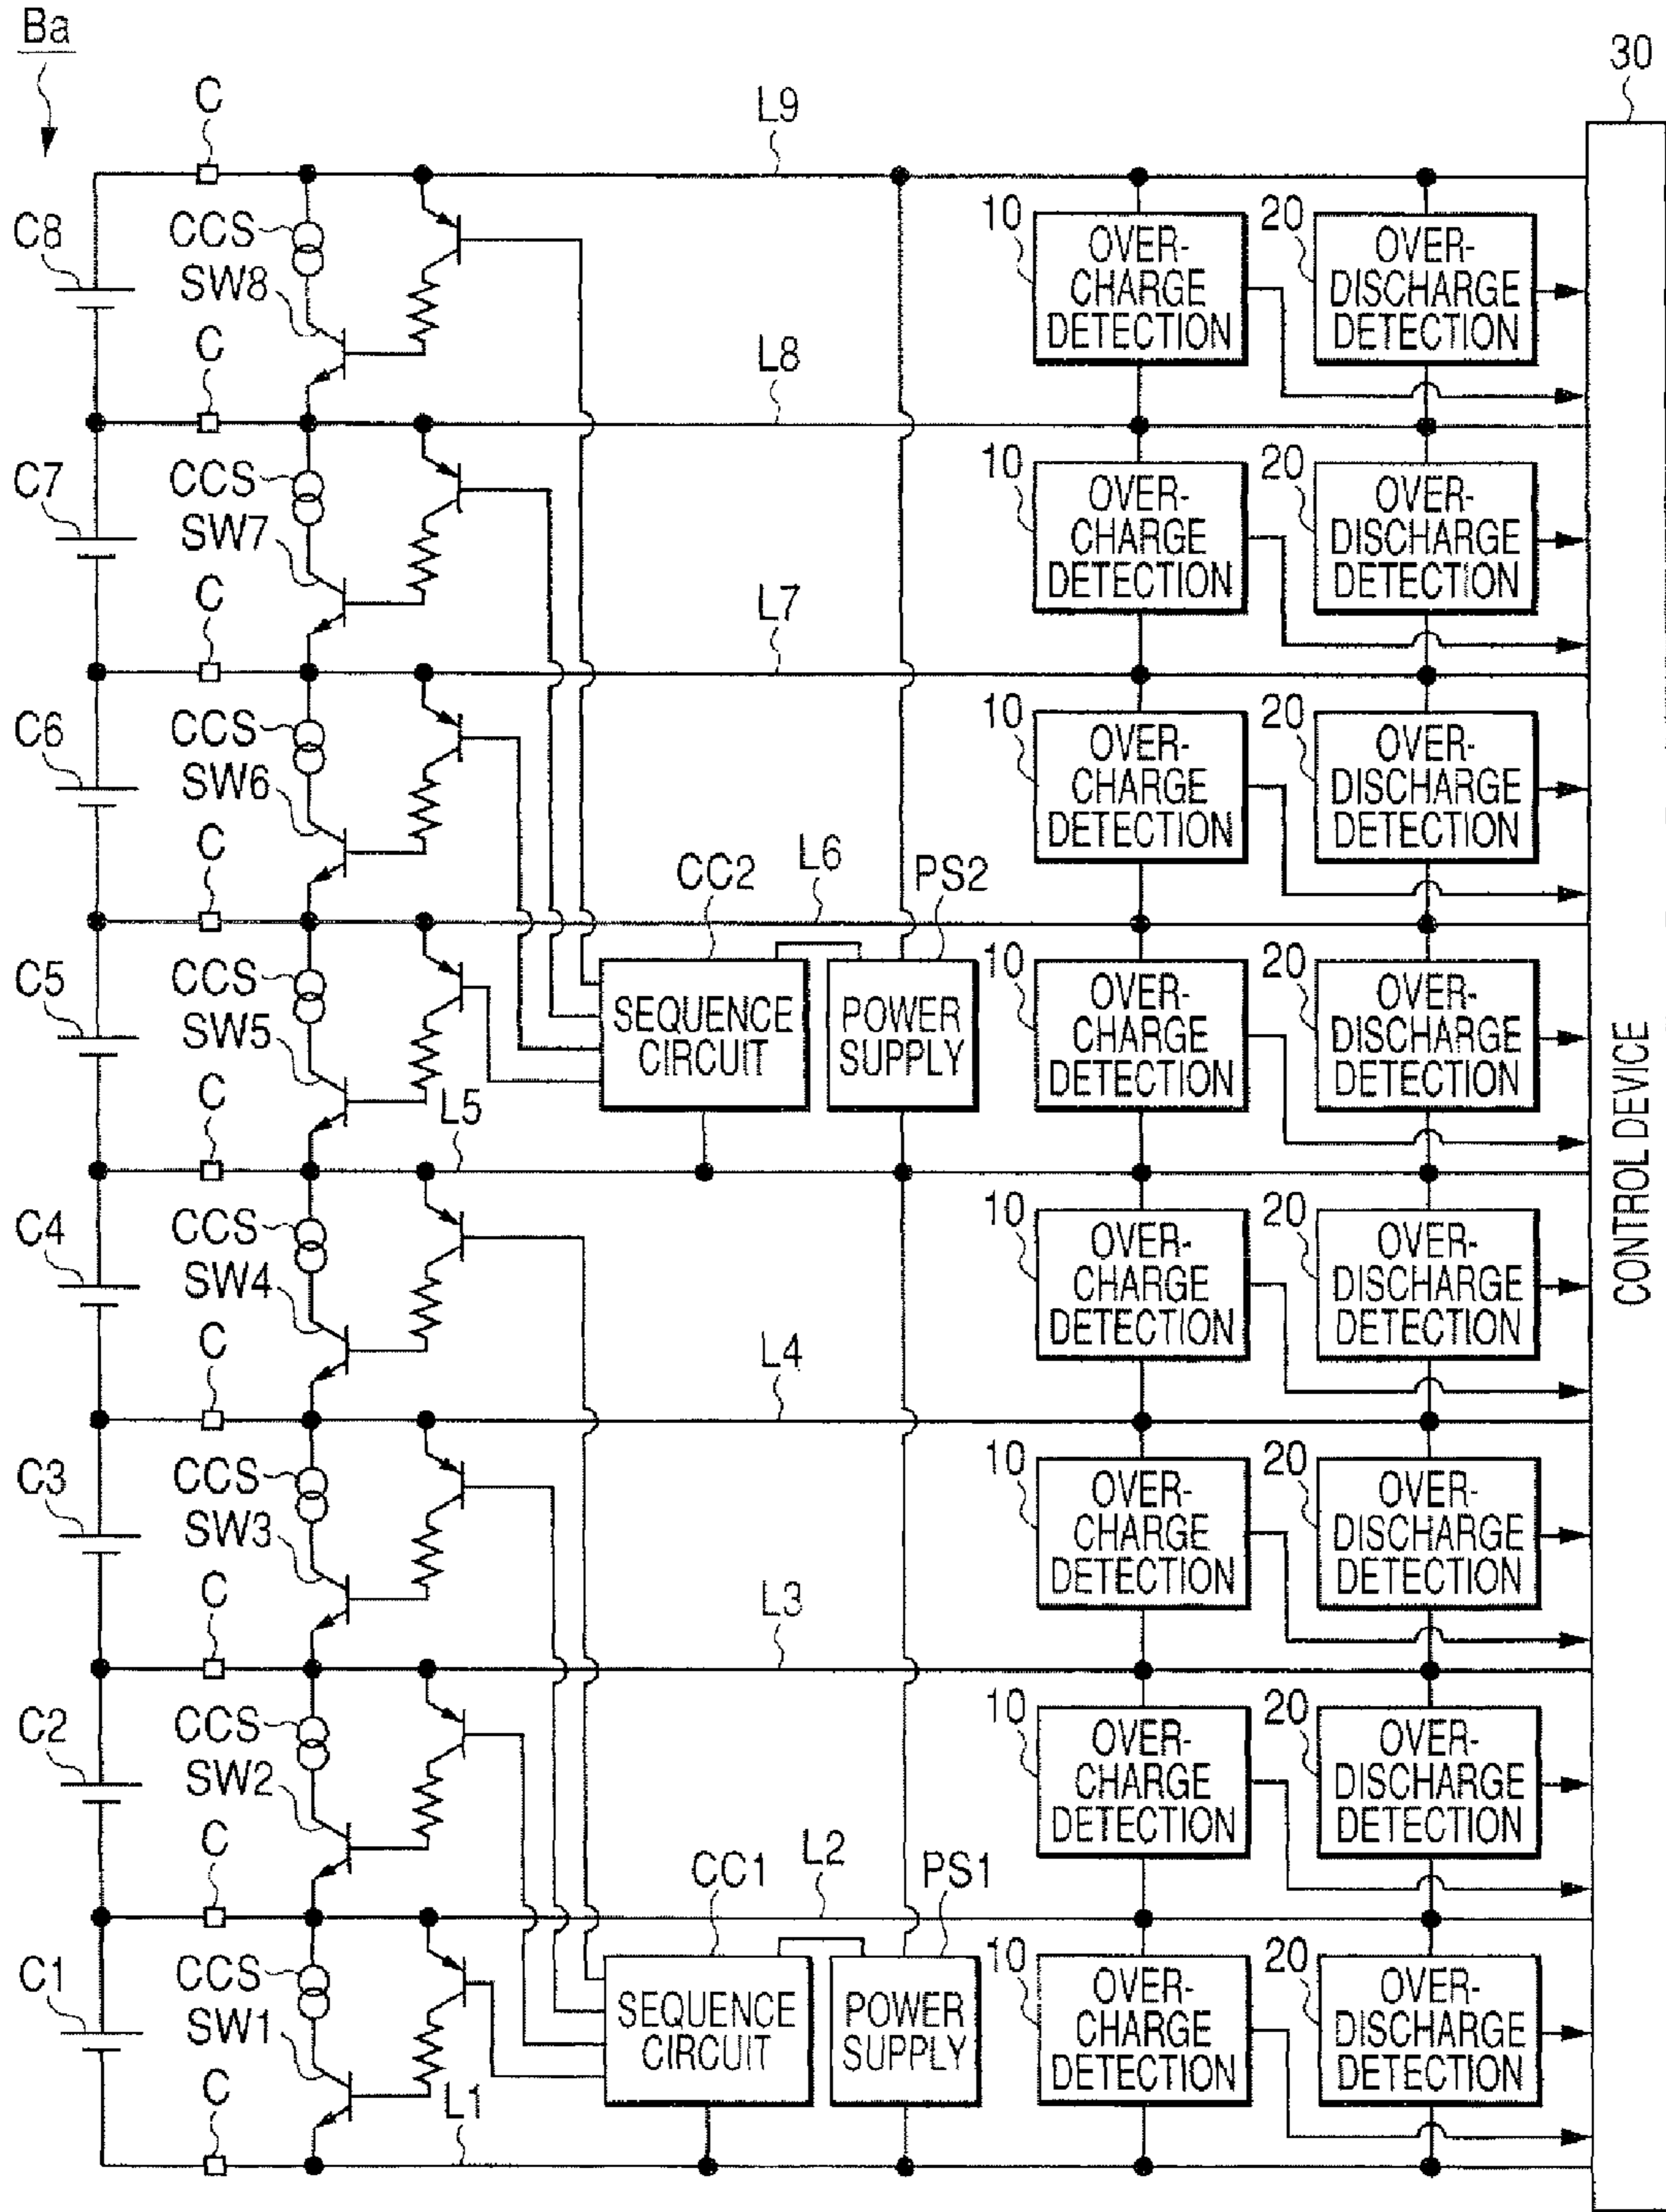 Ba
30
C
L9
C8
CCS
SW8
10
OVER-
CHARGE
DETECTION
20
OVER-
DISCHARGE
DETECTION
C
L8
C7
CCS
SW7
10
OVER-
CHARGE
DETECTION
20
OVER-
DISCHARGE
DETECTION
C
L7
C6
CCS
SW6
10
OVER-
CHARGE
DETECTION
20
OVER-
DISCHARGE
DETECTION
C
CC2
L6
PS2
C5
CCS
SW5
SEQUENCE
CIRCUIT
POWER
SUPPLY
10
OVER-
CHARGE
DETECTION
20
OVER-
DISCHARGE
DETECTION
CONTROL DEVICE
C
L5
C4
CCS
SW4
10
OVER-
CHARGE
DETECTION
20
OVER-
DISCHARGE
DETECTION
C
L4
C3
CCS
SW3
10
OVER-
CHARGE
DETECTION
20
OVER-
DISCHARGE
DETECTION
C
L3
C2
CCS
SW2
10
OVER-
CHARGE
DETECTION
20
OVER-
DISCHARGE
DETECTION
C
CC1
L2
PS1
C1
CCS
SW1
SEQUENCE
CIRCUIT
POWER
SUPPLY
10
OVER-
CHARGE
DETECTION
20
OVER-
DISCHARGE
DETECTION
C
L1